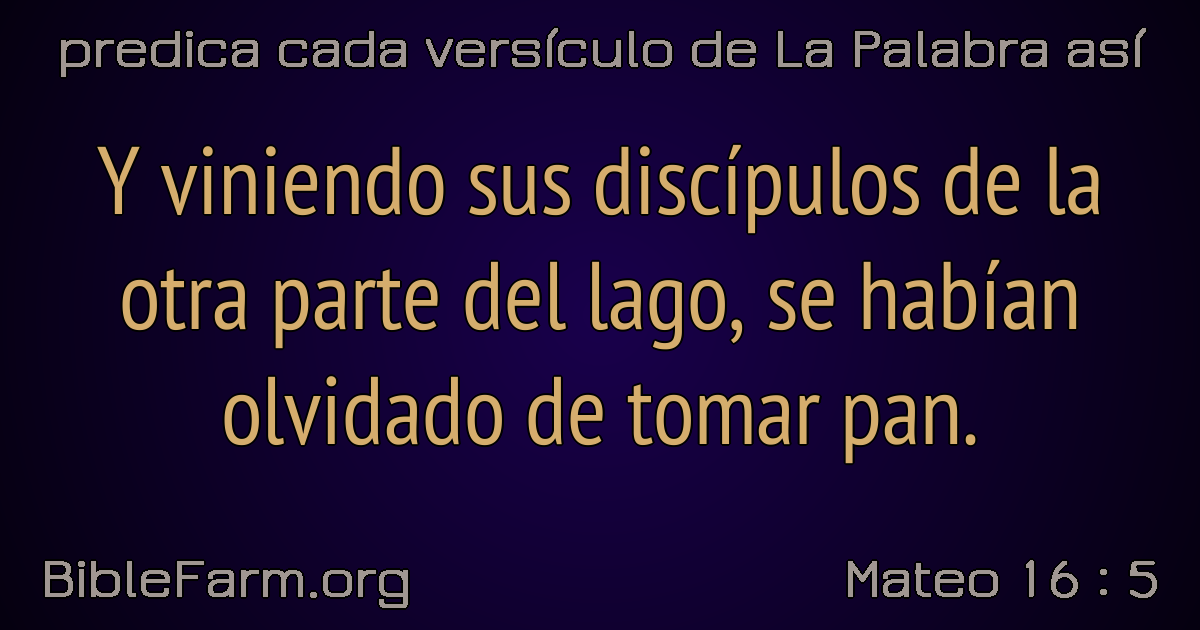 predica cada versículo de La Palabra así
Y viniendo sus discípulos de la
otra parte del lago, se habían
olvidado de tomar pan.
BibleFarm.org
Mateo 16 : 5